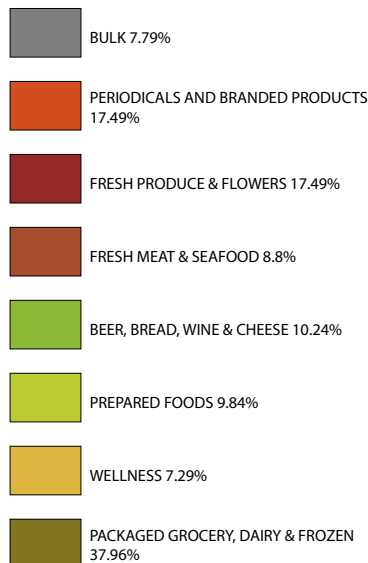 BULK 7.79%
PERIODICALS AND BRANDED PRODUCTS
17.49%
FRESH PRODUCE & FLOWERS 17.49%
FRESH MEAT & SEAFOOD 8.8%
BEER, BREAD, WINE & CHEESE 10.24%
PREPARED FOODS 9.84%
WELLNESS 7.29%
PACKAGED GROCERY, DAIRY & FROZEN
37.96%